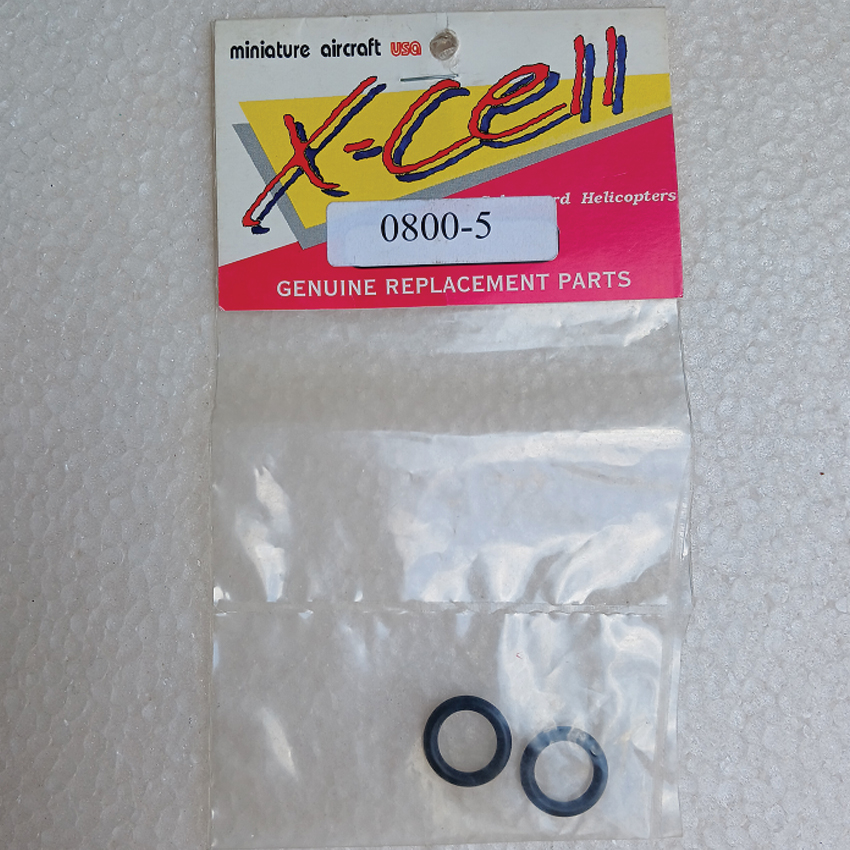 miniature aircraft usa
X-Cell
Helicopters
0800-5
GENUINE REPLACEMENT PARTS